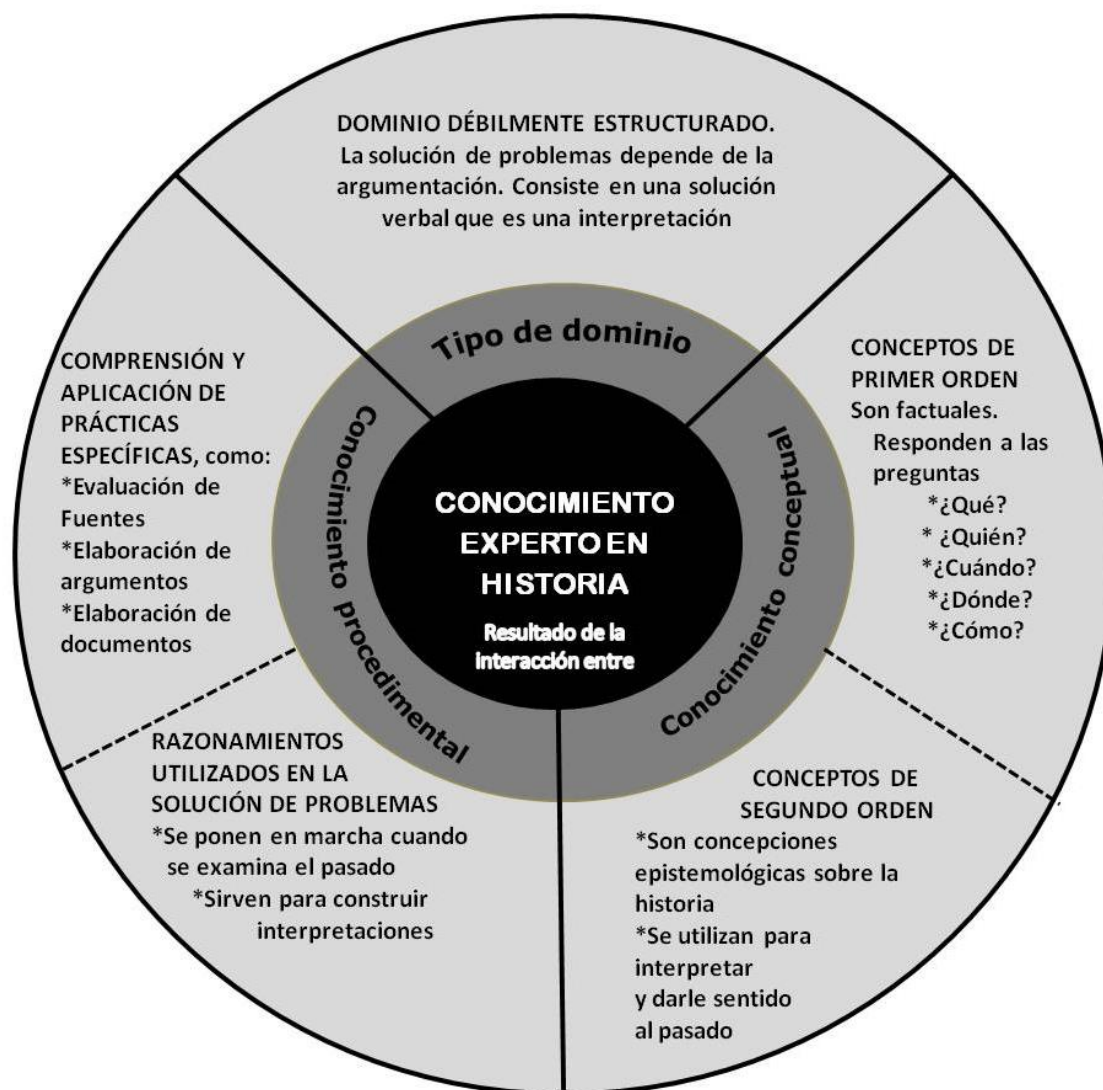 DOMINIO DÉBILMENTE ESTRUCTURADO.
La solución de problemas depende de la
argumentación. Consiste en una solución
verbal que es una interpretación
Tipo de dominio
Conocimiento procedimental
Conocimiento conceptual
CONOCIMIENTO
EXPERTO EN
HISTORIA
Resultado de la
interacción entre
COMPRENSIÓN Y
APLICACIÓN DE
PRÁCTICAS
ESPECÍFICAS, como:
*Evaluación de
Fuentes
*Elaboración de
argumentos
*Elaboración de
documentos
CONCEPTOS DE
PRIMER ORDEN
Son factuales.
Responden a las
preguntas
*¿Qué?
* ¿Quién?
*¿Cuándo?
*¿Dónde?
*¿Cómo?
RAZONAMIENTOS
UTILIZADOS EN LA
SOLUCIÓN DE PROBLEMAS
*Se ponen en marcha cuando
se examina el pasado
*Sirven para construir
interpretaciones
CONCEPTOS DE
SEGUNDO ORDEN
*Son concepciones
epistemológicas sobre la
historia
*Se utilizan para
interpretar
y darle sentido
al pasado